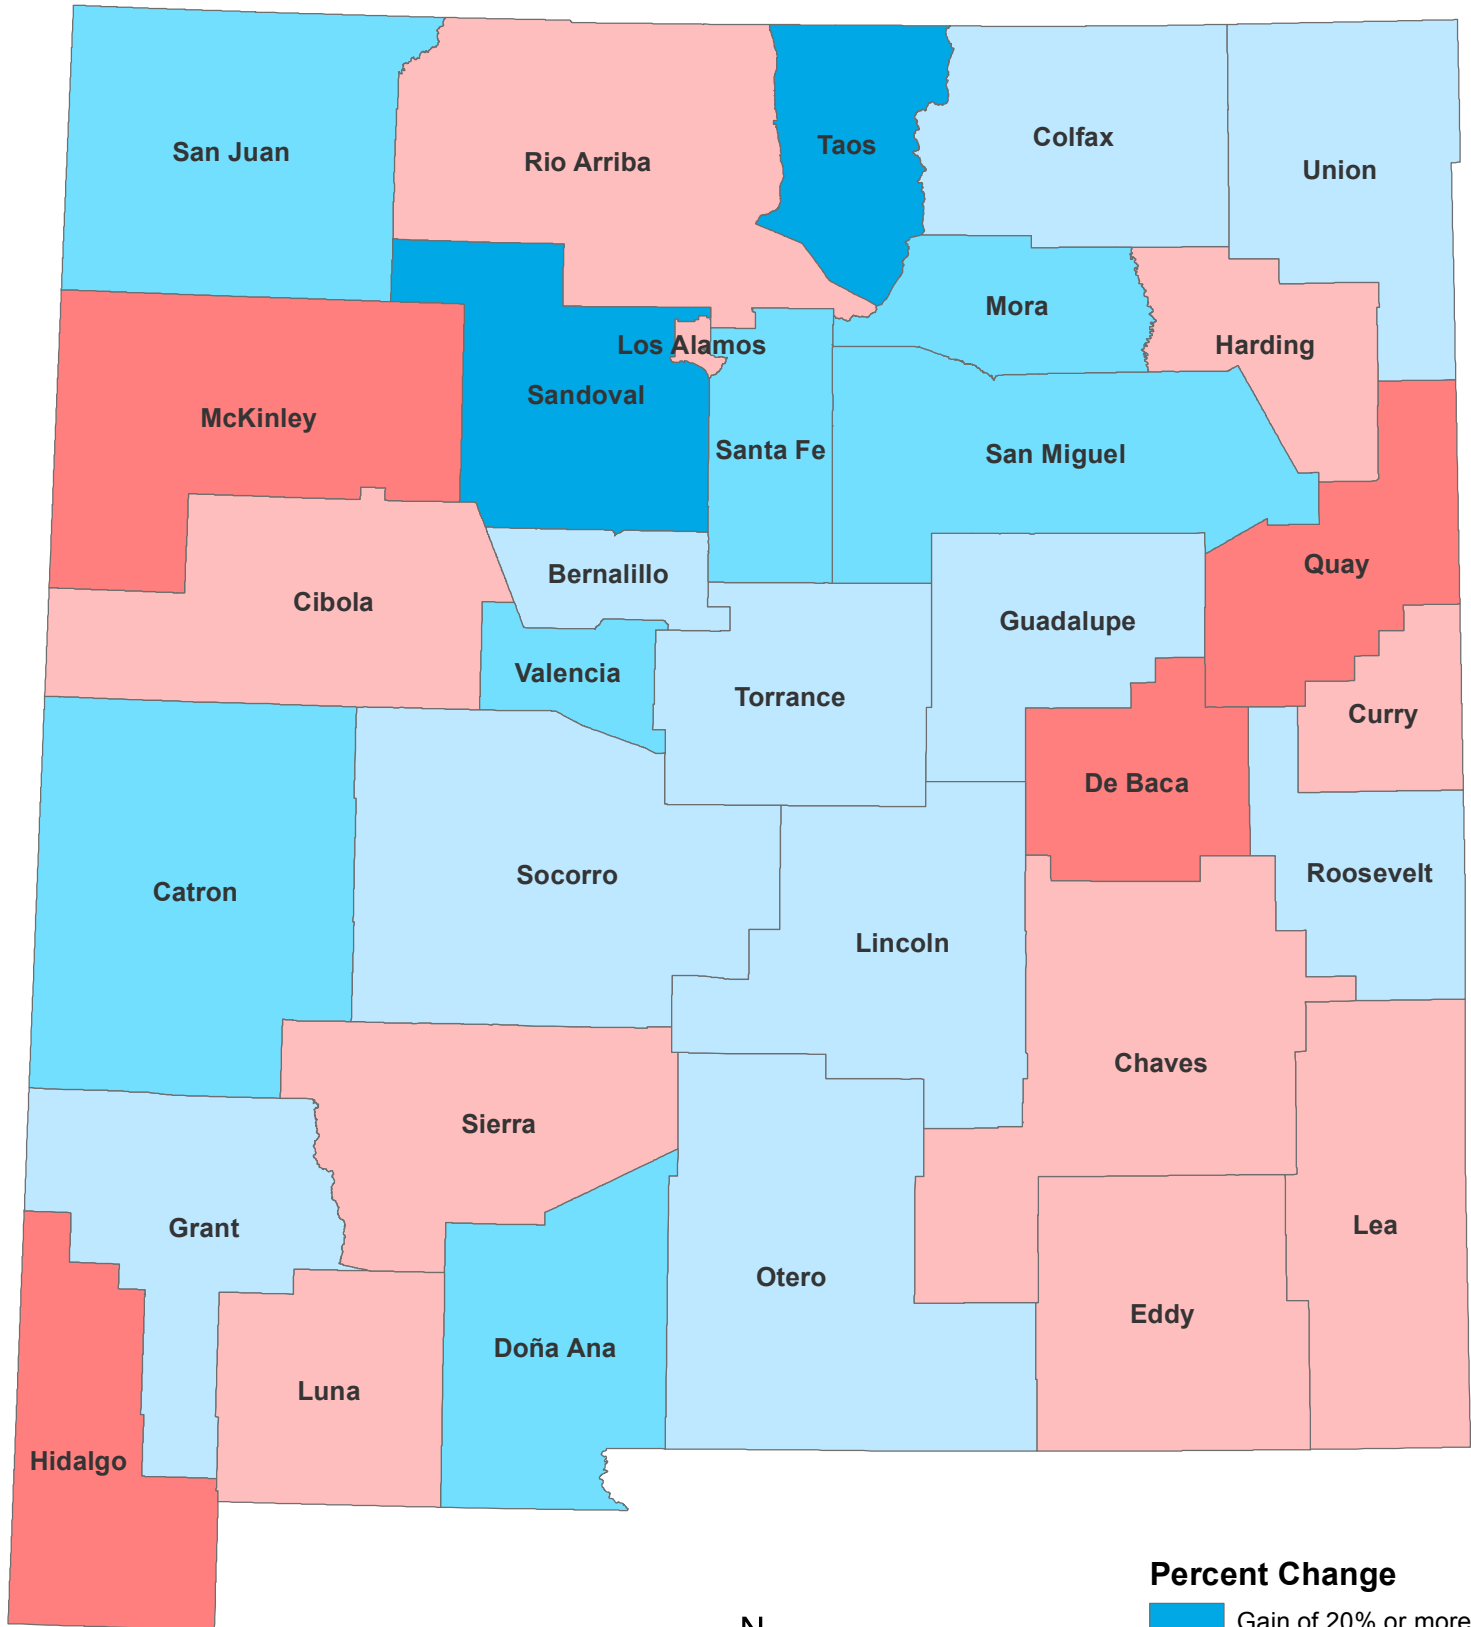 San Juan
Rio Arriba
Taos
Colfax
Union
Mora
Harding
Los Alamos
Sandoval
McKinley
Santa Fe
San Miguel
Quay
Bernalillo
Cibola
Guadalupe
Valencia
Torrance
Curry
De Baca
Roosevelt
Socorro
Catron
Lincoln
Chaves
Sierra
Grant
Lea
Otero
Eddy
Doña Ana
Luna
Hidalgo
Percent Change
N
Gain of 20% or more